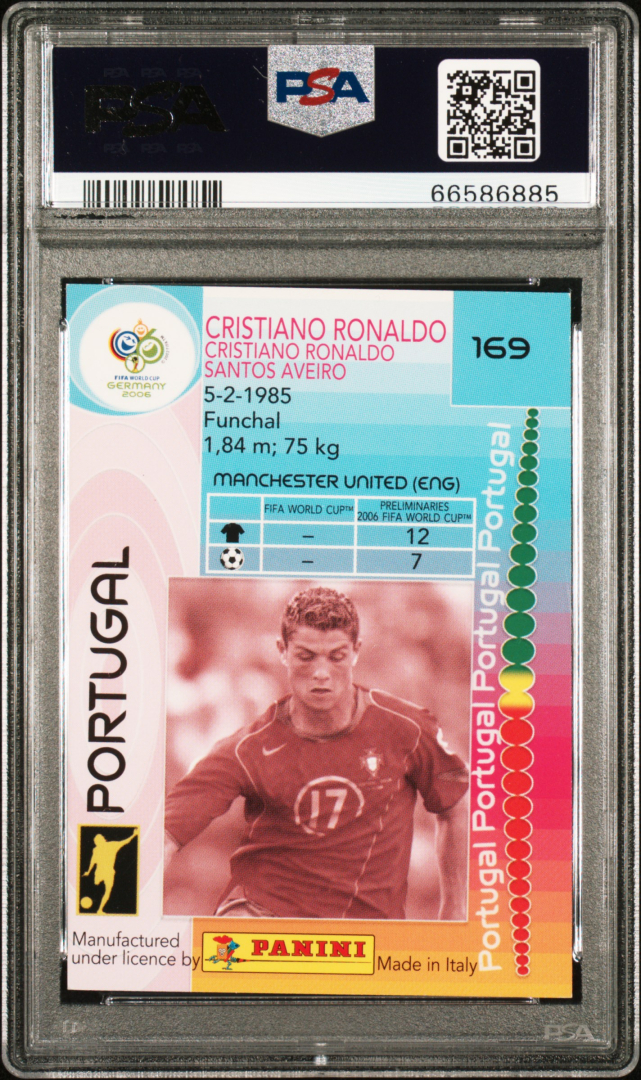 PSA
PSA
66586885
FIFA WORLD CUP
GERMANY
2006
CRISTIANO RONALDO
CRISTIANO RONALDO
SANTOS AVEIRO
169
5-2-1985
Funchal
1,84 m; 75 kg
MANCHESTER UNITED (ENG)
FIFA WORLD CUP™
PRELIMINARIES
2006 FIFA WORLD CUP™
– 12
– 7
PORTUGAL
Portugal Portugal Portugal Portugal Portugal
17
Manufactured
under licence by
PANINI
Made in Italy
PSA